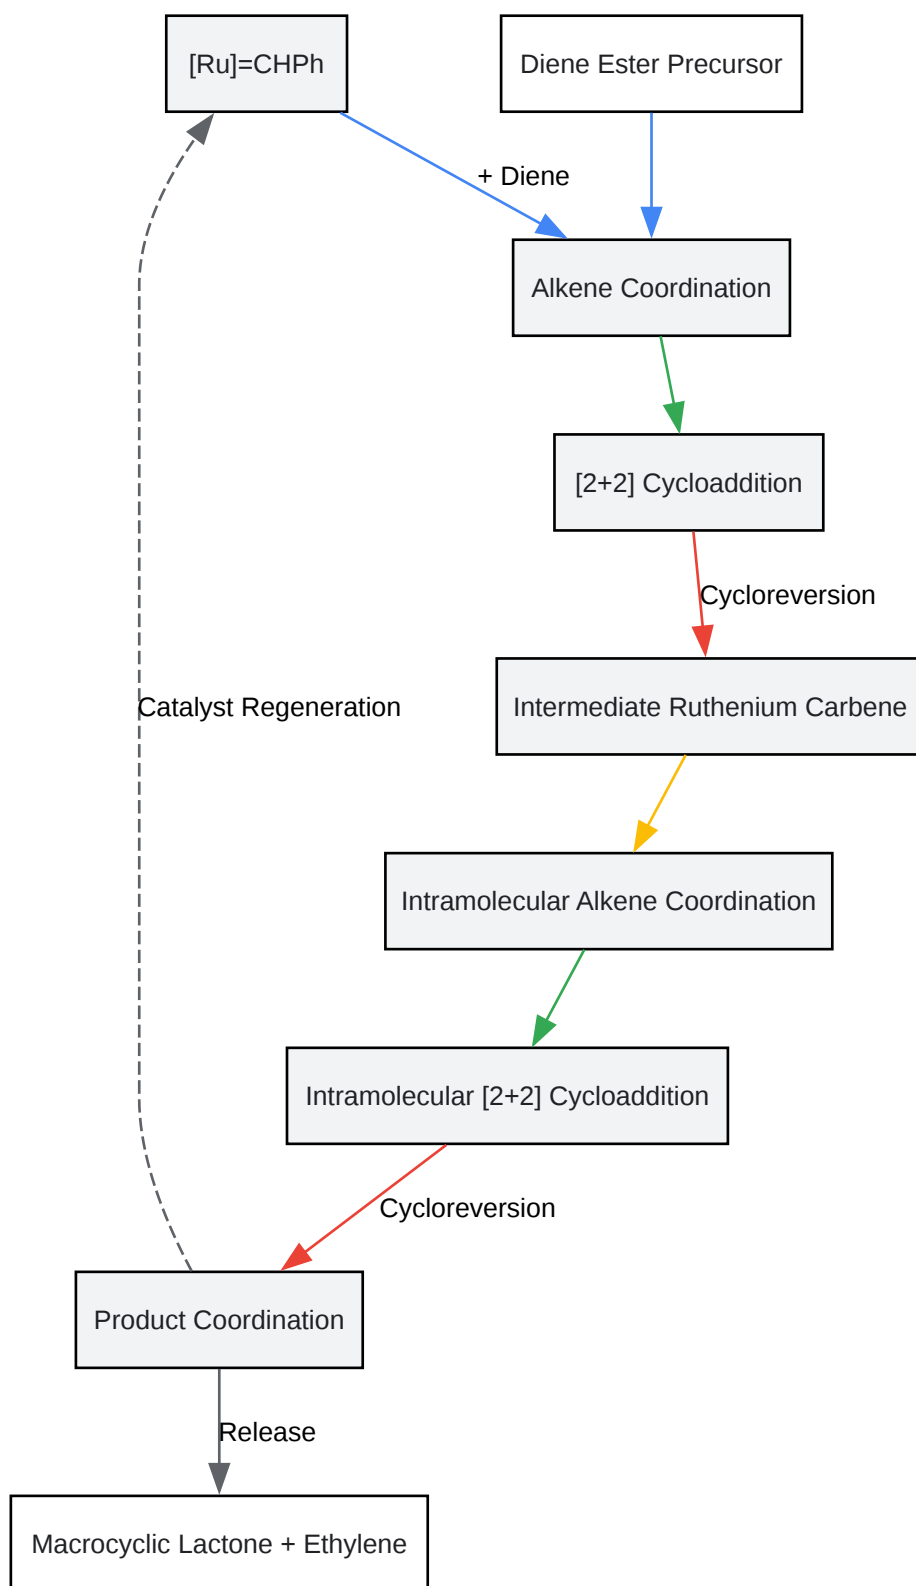 [Ru]=CHPh
Diene Ester Precursor
+ Diene
Alkene Coordination
[2+2] Cycloaddition
Cycloreversion
Intermediate Ruthenium Carbene
Catalyst Regeneration
Intramolecular Alkene Coordination
Intramolecular [2+2] Cycloaddition
Cycloreversion
Product Coordination
Release
Macrocyclic Lactone + Ethylene